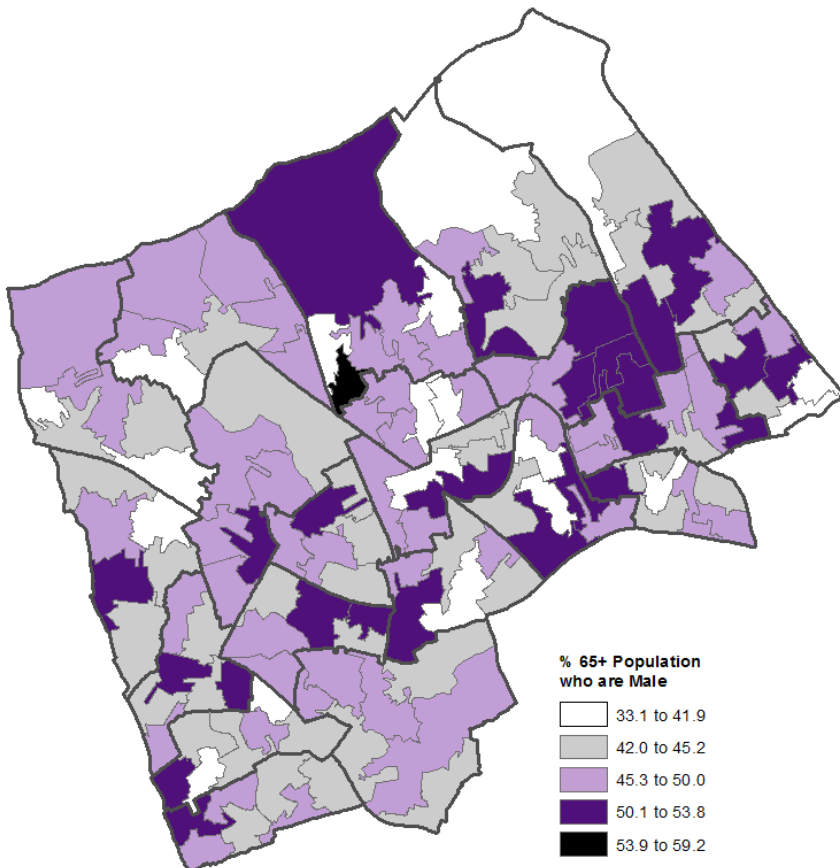 % 65+ Population
who are Male
33.1 to 41.9
42.0 to 45.2
45.3 to 50.0
50.1 to 53.8
53.9 to 59.2